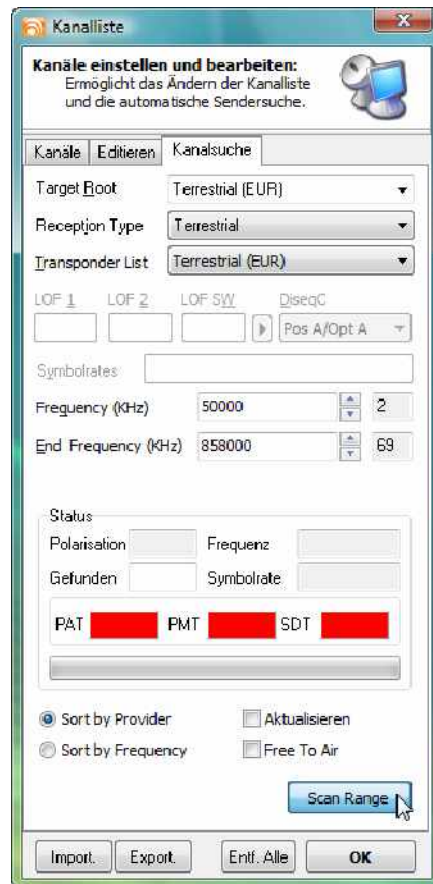 Kanalliste
Kanäle einstellen und bearbeiten:
Ermöglicht das Ändern der Kanalliste
und die automatische Sendersuche.
Kanäle Editieren Kanalsuche
Target Root Terrestrial (EUR)
Reception Type Terrestrial
Transponder List Terrestrial (EUR)
LOF 1 LOF 2 LOF SW DiseqC
Pos A/Opt A
Symbolrates
Frequency (KHz) 50000 2
End Frequency (KHz) 858000 69
Status
Polarisation Frequenz
Gefunden Symbolrate
PAT PMT SDT
Sort by Provider Aktualisieren
Sort by Frequency Free To Air
Scan Range
Import. Export. Entf. Alle OK